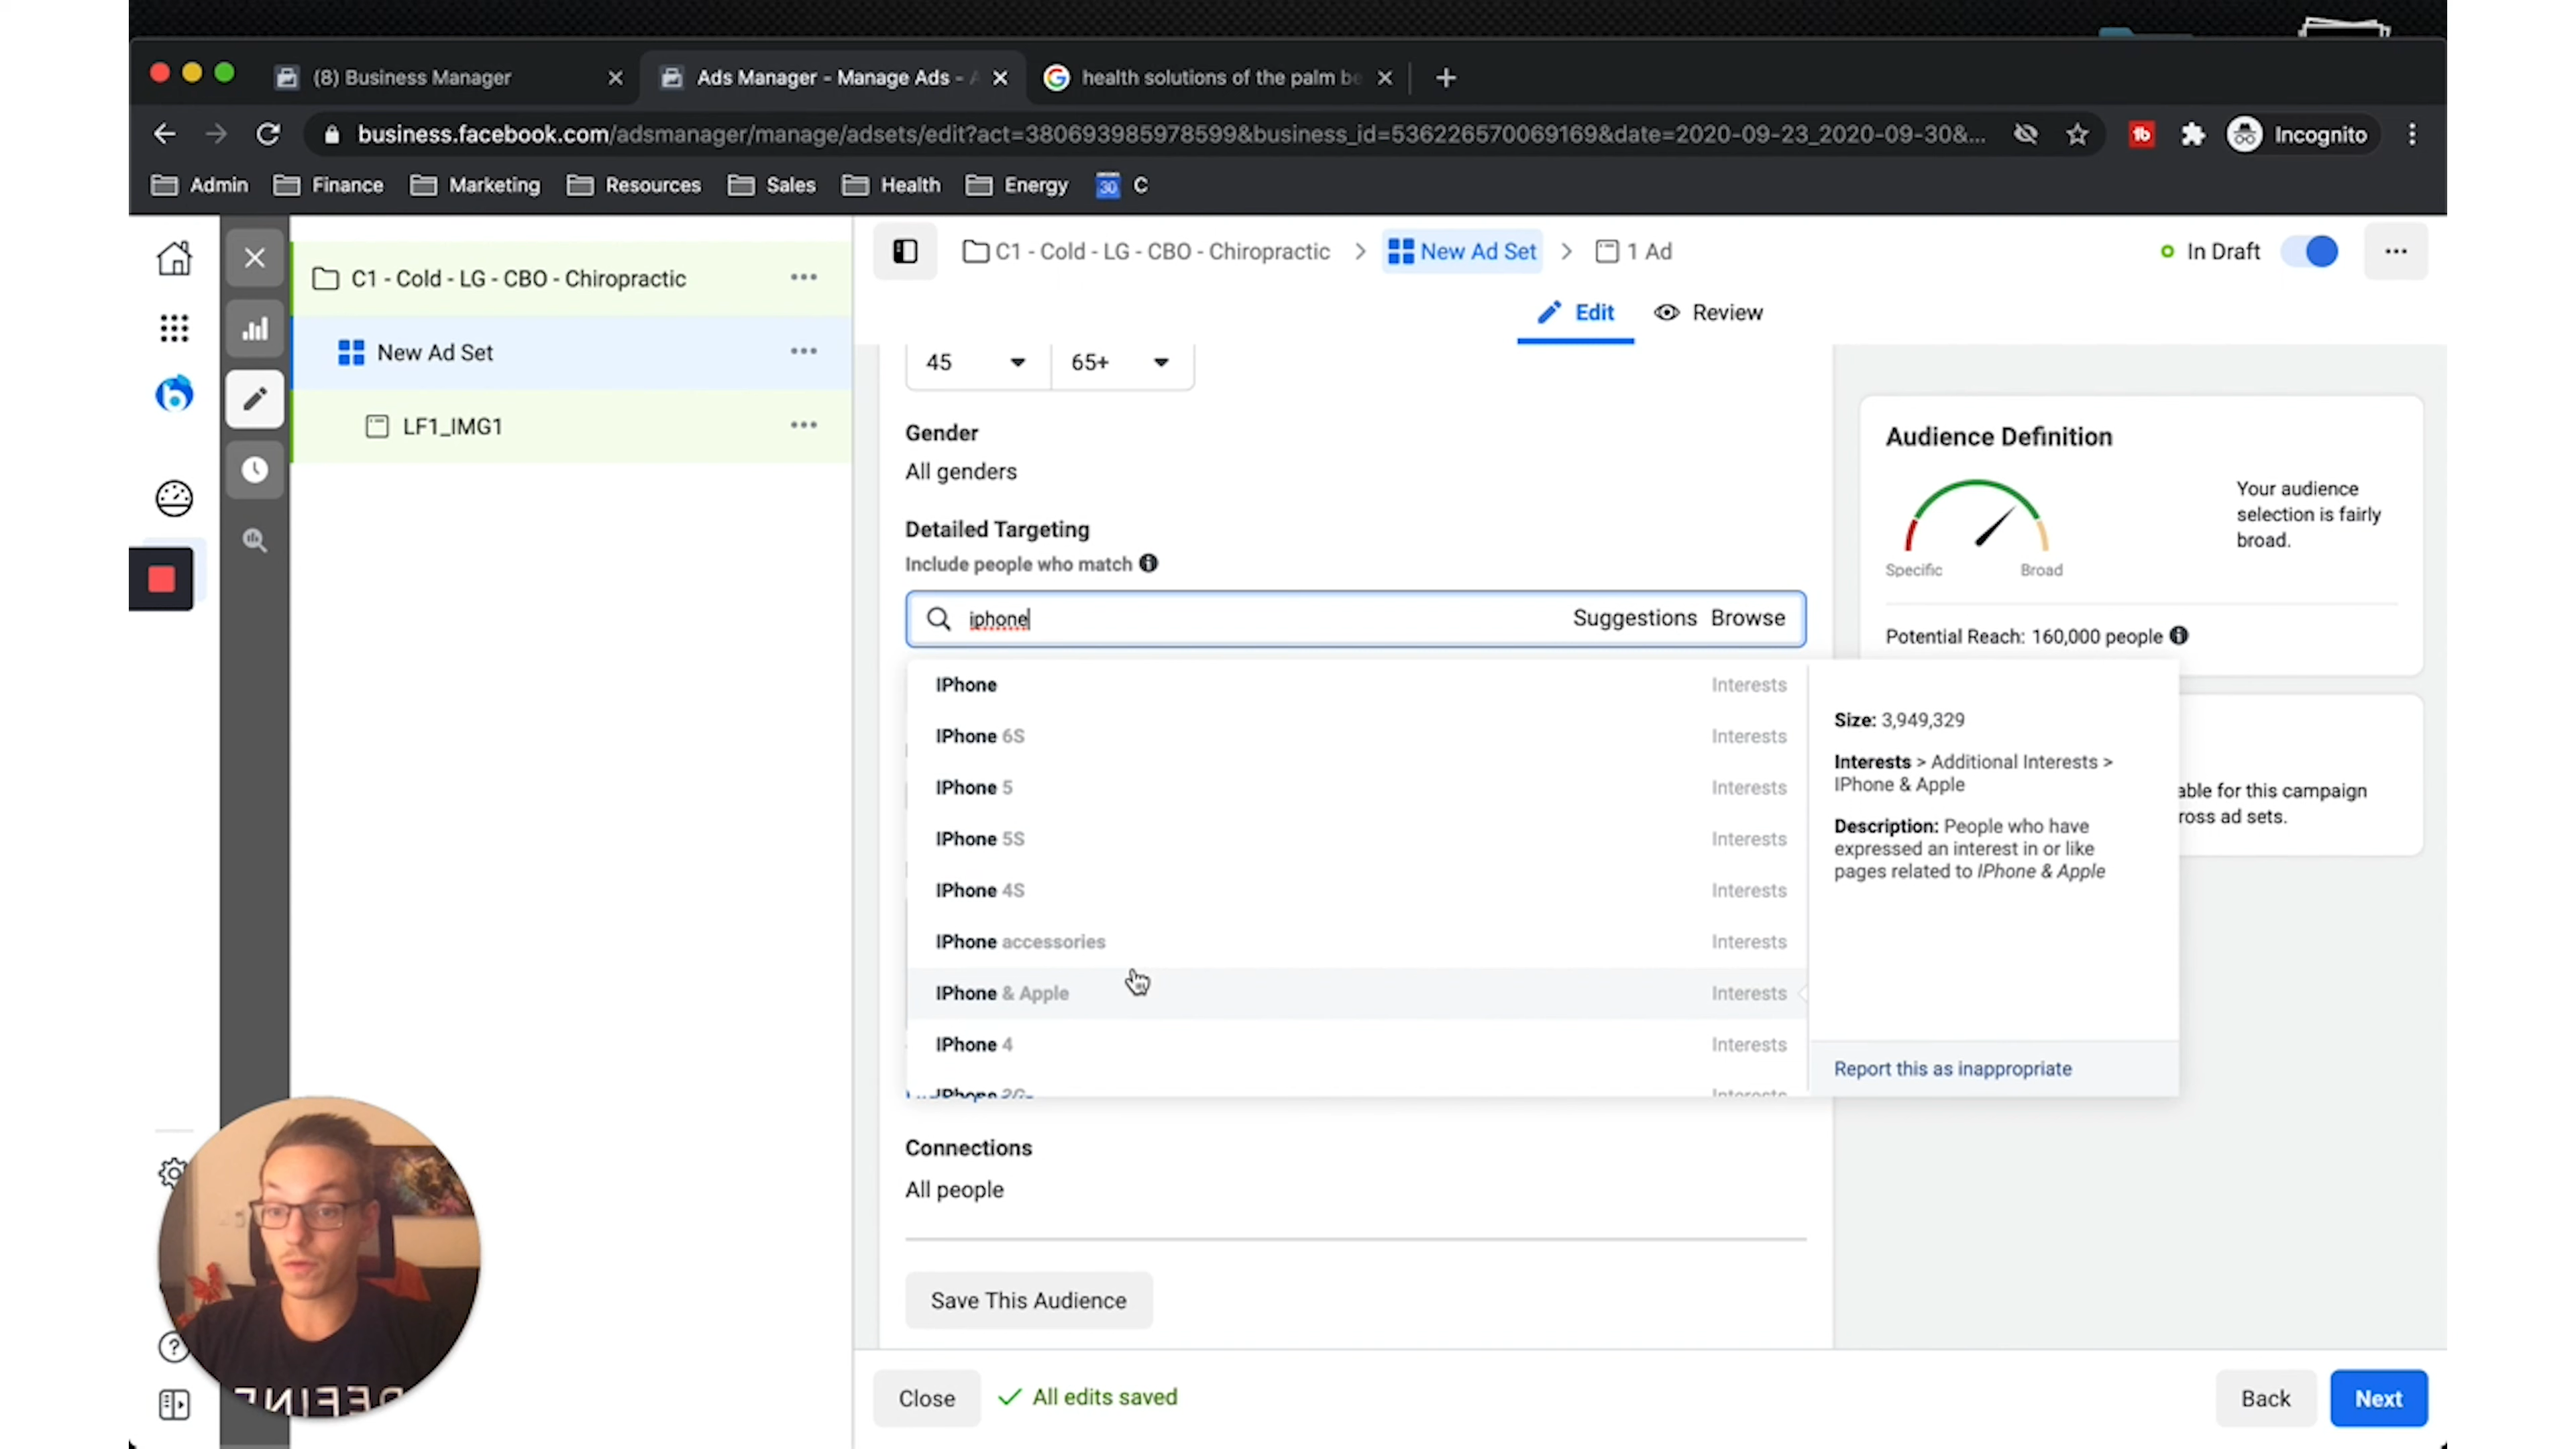 (8) Business Manager
Ads Manager - Manage Ads - A
health solutions of the palm be
business.facebook.com/adsmanager/manage/adsets/edit?act=380693985978599&business_id=536226570069169&date=2020-09-23_2020-09-30&...
Incognito
Admin
Finance
Marketing
Resources
Sales
Health
Energy
30
C
C1 - Cold - LG - CBO - Chiropractic
New Ad Set
LF1_IMG1
C1 - Cold - LG - CBO - Chiropractic
New Ad Set
1 Ad
In Draft
Edit
Review
45
65+
Gender
All genders
Detailed Targeting
Include people who match
iphone
Suggestions
Browse
IPhone Interests
IPhone 6S Interests
IPhone 5 Interests
IPhone 5S Interests
IPhone 4S Interests
IPhone accessories Interests
IPhone & Apple Interests
IPhone 4 Interests
IPhone Interests
Size: 3,949,329
Interests > Additional Interests >
IPhone & Apple
Description: People who have
expressed an interest in or like
pages related to IPhone & Apple
Report this as inappropriate
Connections
All people
Save This Audience
Close
All edits saved
Back
Next
Audience Definition
Your audience
selection is fairly
broad.
Specific
Broad
Potential Reach: 160,000 people
able for this campaign
ross ad sets.